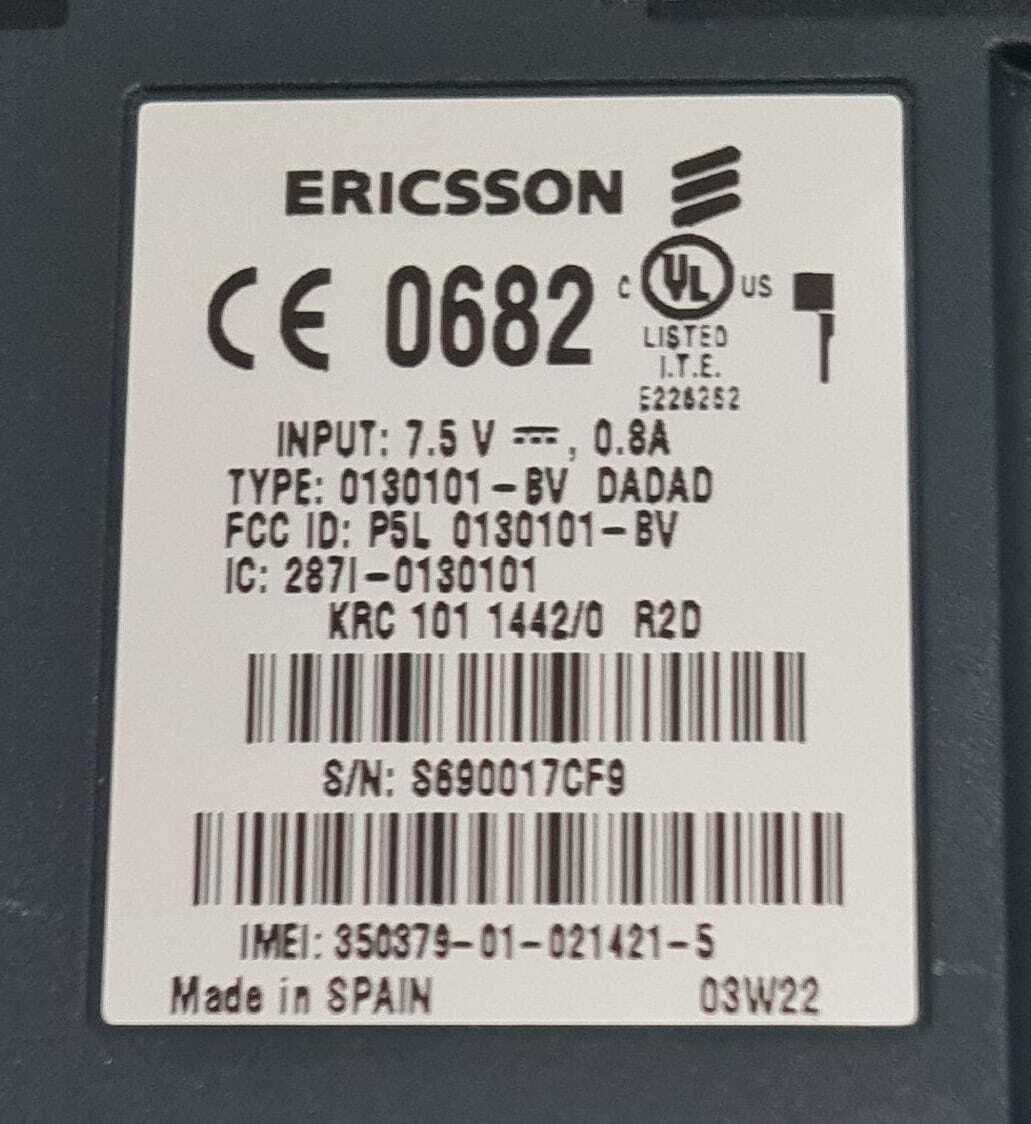 ERICSSON
CE 0682
C UL US
LISTED
I.T.E.
E226252
INPUT: 7.5 V ⎓, 0.8A
TYPE: 0130101-BV DADAD
FCC ID: P5L 0130101-BV
IC: 287I-0130101
KRC 101 1442/0 R2D
S/N: S690017CF9
IMEI: 350379-01-021421-5
Made in SPAIN 03W22